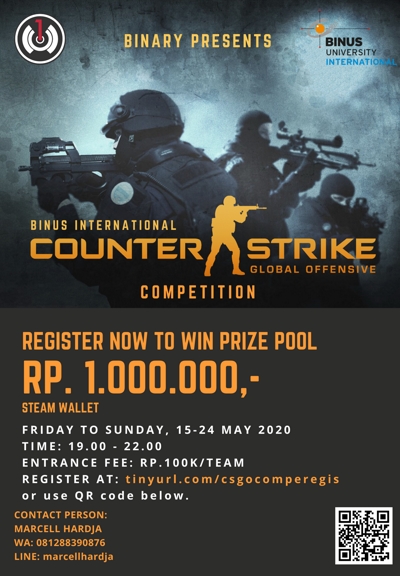 BINARY PRESENTS
BINUS
UNIVERSITY
INTERNATIONAL
BINUS INTERNATIONAL
COUNTER STRIKE
GLOBAL OFFENSIVE
COMPETITION
REGISTER NOW TO WIN PRIZE POOL
RP. 1.000.000,-
STEAM WALLET
FRIDAY TO SUNDAY, 15-24 MAY 2020
TIME: 19.00 - 22.00
ENTRANCE FEE: RP.100K/TEAM
REGISTER AT: tinyurl.com/csgocomperegis
or use QR code below.
CONTACT PERSON:
MARCELL HARDJA
WA: 081288390876
LINE: marcellhardja